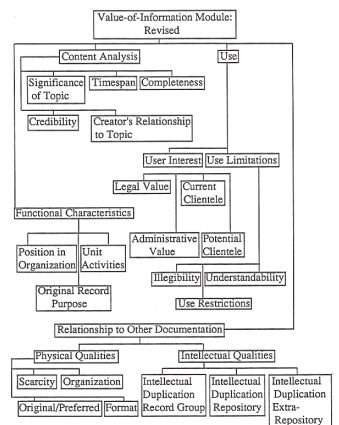 Value-of-Information Module:
Revised
Content Analysis
Use
Significance
of Topic
Timespan
Completeness
Credibility
Creator's Relationship
to Topic
User Interest
Use Limitations
Legal Value
Current
Clientele
Functional Characteristics
Administrative
Value
Potential
Clientele
Position in
Organization
Unit
Activities
Illegibility
Understandability
Original Record
Purpose
Use Restrictions
Relationship to Other Documentation
Physical Qualities
Intellectual Qualities
Scarcity
Organization
Original/Preferred
Format
Intellectual
Duplication
Record Group
Intellectual
Duplication
Repository
Intellectual
Duplication
Extra-
Repository